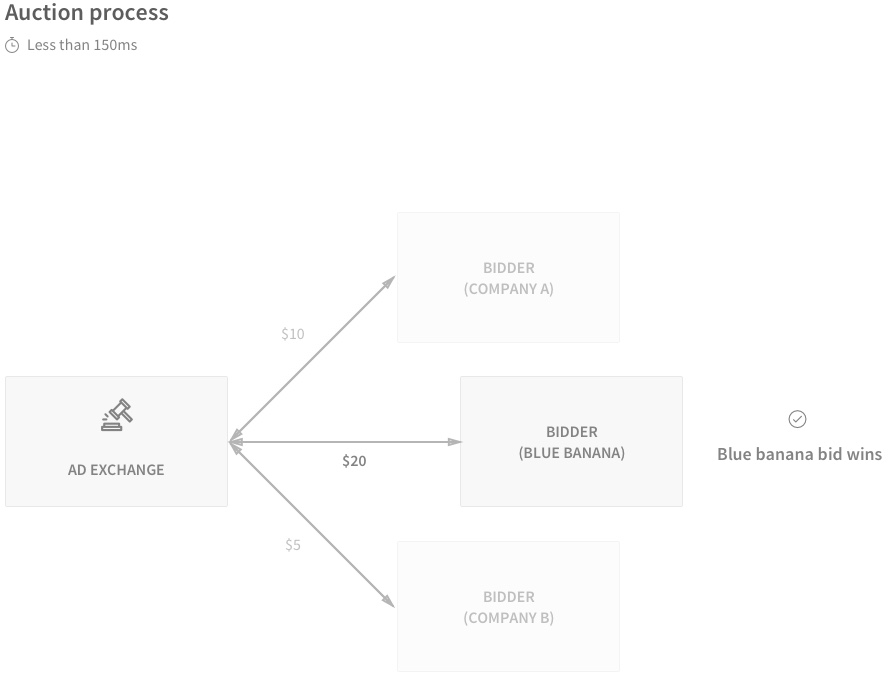 Auction process
Less than 150ms
BIDDER
(COMPANY A)
$10
AD EXCHANGE
$20
BIDDER
(BLUE BANANA)
Blue banana bid wins
$5
BIDDER
(COMPANY B)